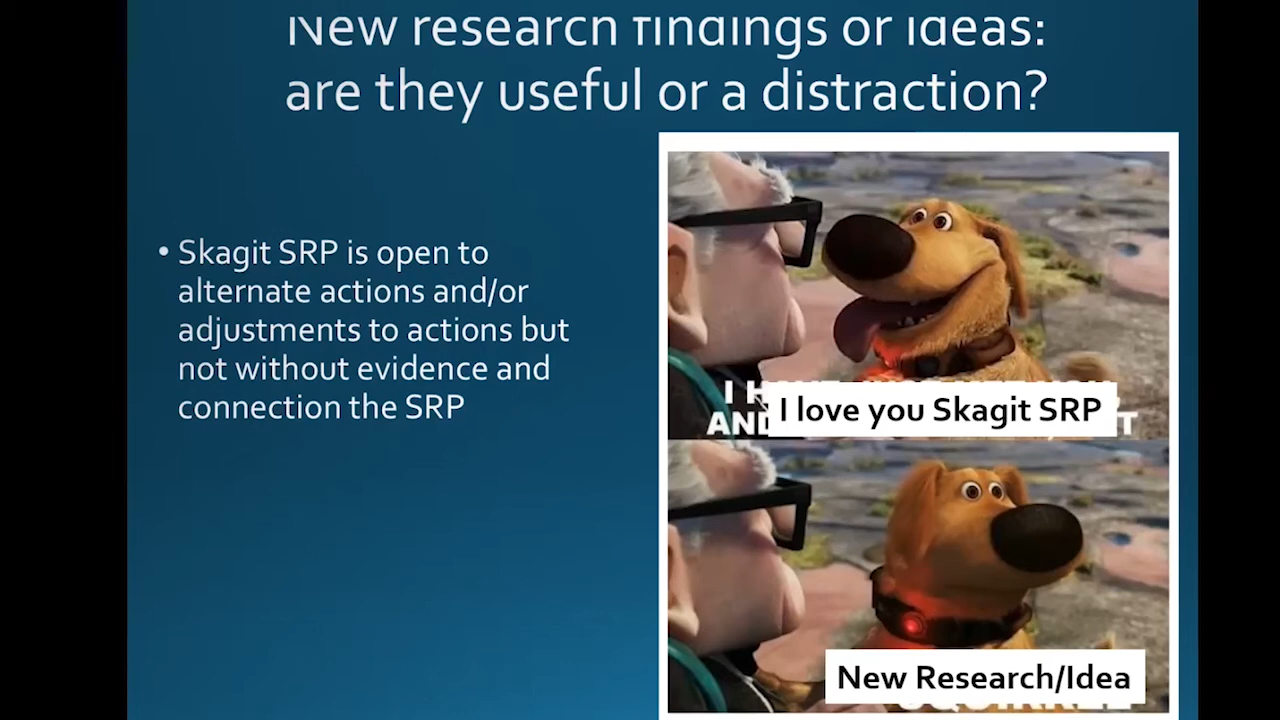 New research findings or ideas:
are they useful or a distraction?
• Skagit SRP is open to
alternate actions and/or
adjustments to actions but
not without evidence and
connection the SRP
I love you Skagit SRP
AND
New Research/Idea